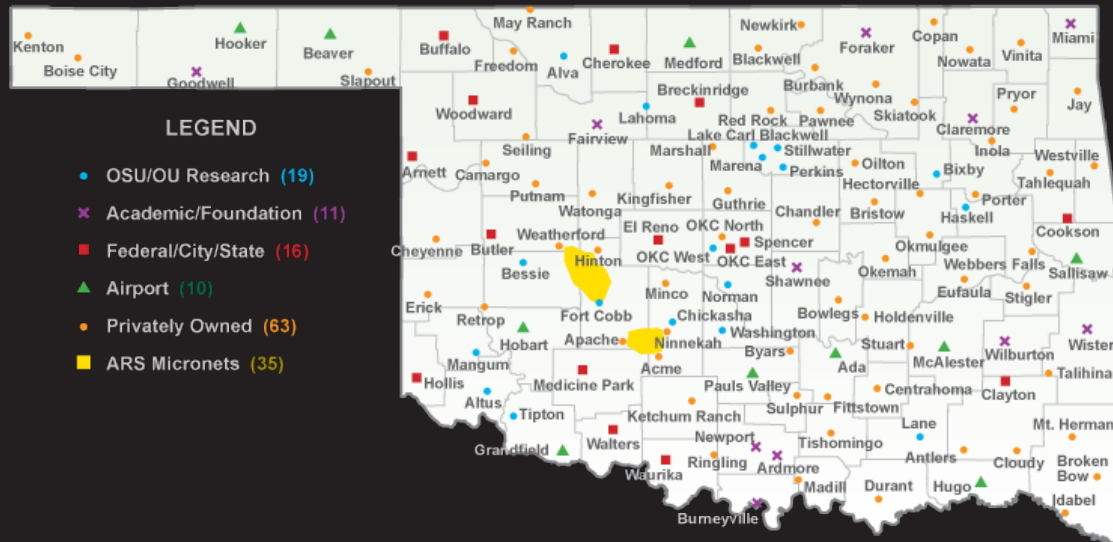 May Ranch
Newkirk
Copan
Miami
Kenton
Hooker
Beaver
Buffalo
Cherokee
Medford
Blackwell
Foraker
Nowata
Vinita
Boise City
Goodwell
Slapout
Freedom
Alva
Breckinridge
Burbank
Wynona
Pryor
Jay
Woodward
Fairview
Lahoma
Red Rock
Pawnee
Skiatook
Claremore
LEGEND
Lake Carl Blackwell
Inola
Arnett
Camargo
Seiling
Marshall
Marena
Stillwater
Perkins
Oilton
Bixby
Westville
OSU/OU Research (19)
Putnam
Watonga
Kingfisher
Guthrie
Hectorville
Porter
Tahlequah
Academic/Foundation (11)
Chandler
Bristow
Haskell
Cookson
Federal/City/State (16)
Cheyenne
Butler
Weatherford
Hinton
El Reno
OKC North
OKC West
OKC East
Spencer
Okmulgee
Webbers Falls
Sallisaw
Airport (10)
Bessie
Shawnee
Okemah
Eufaula
Stigler
Erick
Retrop
Fort Cobb
Minco
Norman
Chickasha
Bowlegs
Holdenville
Privately Owned (63)
Hobart
Apache
Ninnekah
Washington
Byars
Stuart
McAlester
Wilburton
Wister
ARS Micronets (35)
Mangum
Acme
Ada
Talihina
Hollis
Altus
Medicine Park
Pauls Valley
Sulphur
Fittstown
Centrahoma
Clayton
Tipton
Ketchum Ranch
Lane
Mt. Herman
Grandfield
Walters
Newport
Tishomingo
Antlers
Cloudy
Broken
Bow
Waurika
Ringling
Ardmore
Madill
Durant
Hugo
Idabel
Burneyville